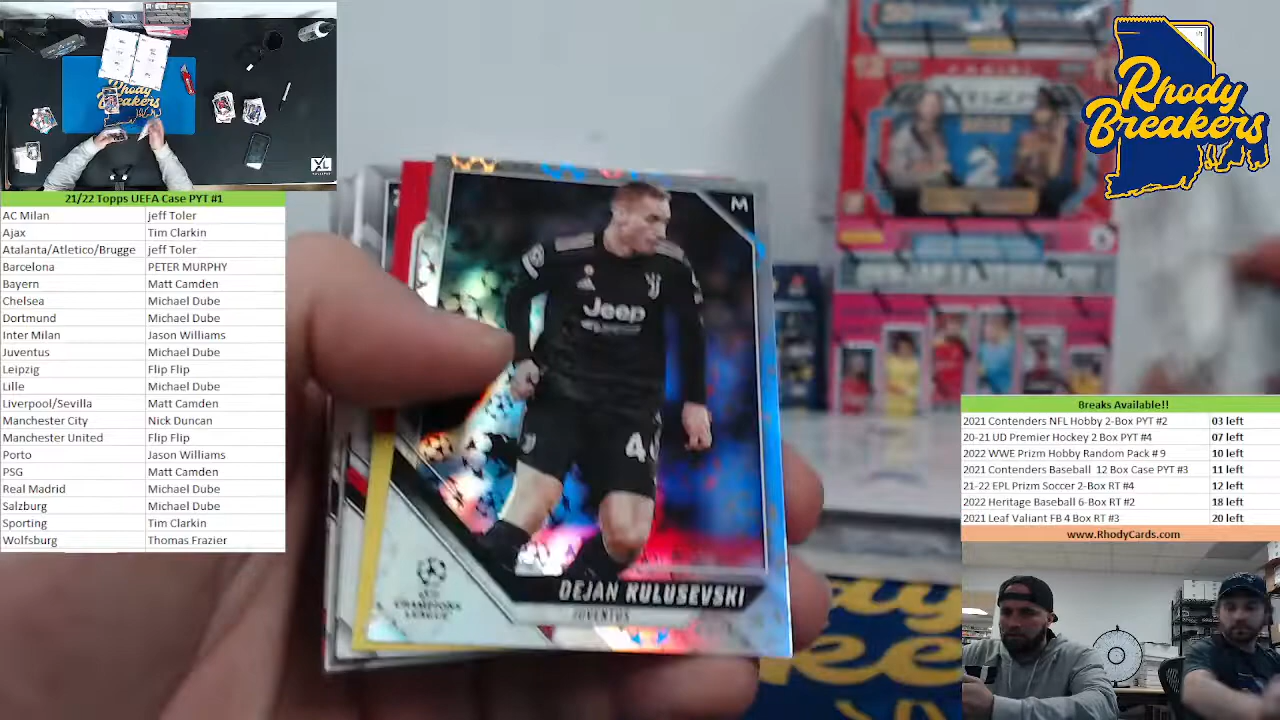 Rhody
Breakers
XL
Rhody
Breakers
21/22 Topps UEFA Case PYT #1
AC Milan jeff Toler
Ajax Tim Clarkin
Atalanta/Atletico/Brugge jeff Toler
Barcelona PETER MURPHY
Bayern Matt Camden
Chelsea Michael Dube
Dortmund Michael Dube
Inter Milan Jason Williams
Juventus Michael Dube
Leipzig Flip Flip
Lille Michael Dube
Liverpool/Sevilla Matt Camden
Manchester City Nick Duncan
Manchester United Flip Flip
Porto Jason Williams
PSG Matt Camden
Real Madrid Michael Dube
Salzburg Michael Dube
Sporting Tim Clarkin
Wolfsburg Thomas Frazier
M
Jeep
4
DEJAN KULUSEVSKI
JUVENTUS
CHAMPIONS
LEAGUE
Breaks Available!!
2021 Contenders NFL Hobby 2-Box PYT #2 03 left
20-21 UD Premier Hockey 2 Box PYT #4 07 left
2022 WWE Prizm Hobby Random Pack # 9 10 left
2021 Contenders Baseball 12 Box Case PYT #3 11 left
21-22 EPL Prizm Soccer 2-Box RT #4 12 left
2022 Heritage Baseball 6-Box RT #2 18 left
2021 Leaf Valiant FB 4 Box RT #3 20 left
www.RhodyCards.com